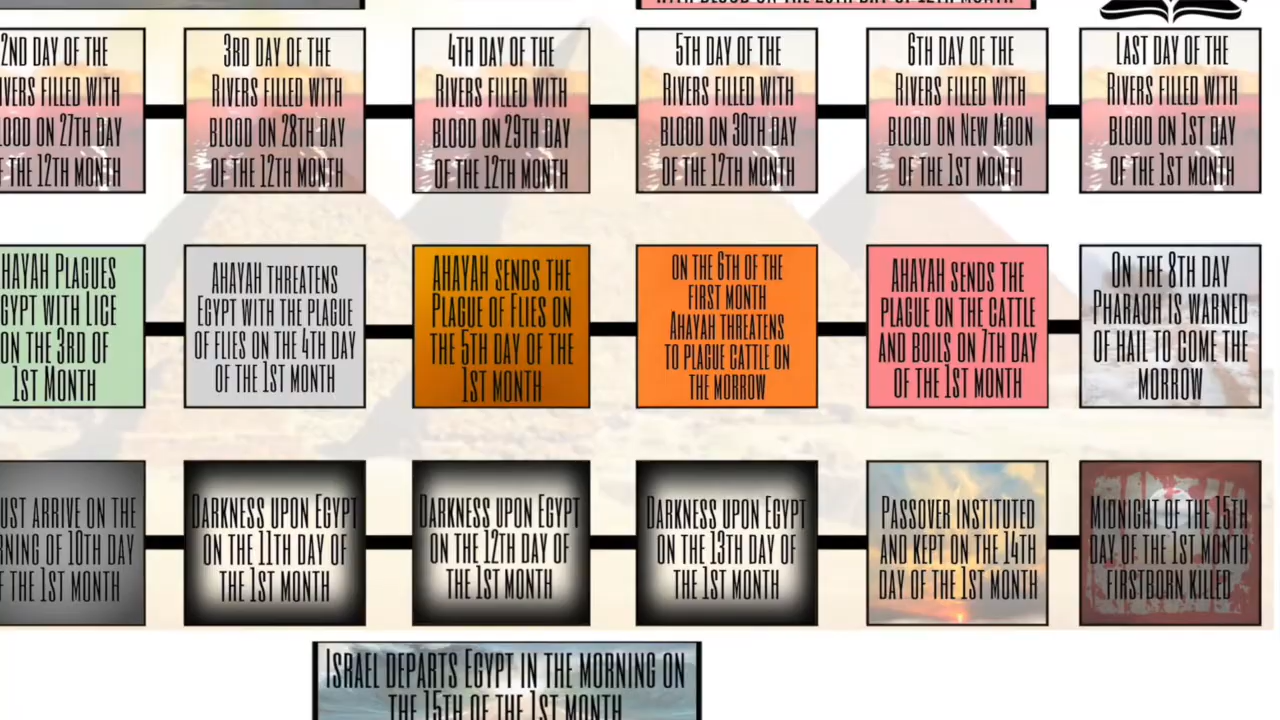 WITH BLOOD ON THE 26TH DAY OF 12TH MONTH
2ND DAY OF THE
RIVERS FILLED WITH
BLOOD ON 27TH DAY
OF THE 12TH MONTH
3RD DAY OF THE
RIVERS FILLED WITH
BLOOD ON 28TH DAY
OF THE 12TH MONTH
4TH DAY OF THE
RIVERS FILLED WITH
BLOOD ON 29TH DAY
OF THE 12TH MONTH
5TH DAY OF THE
RIVERS FILLED WITH
BLOOD ON 30TH DAY
OF THE 12TH MONTH
6TH DAY OF THE
RIVERS FILLED WITH
BLOOD ON NEW MOON
OF THE 1ST MONTH
LAST DAY OF THE
RIVERS FILLED WITH
BLOOD ON 1ST DAY
OF THE 1ST MONTH
AHAYAH PLAGUES
EGYPT WITH LICE
ON THE 3RD OF
1ST MONTH
AHAYAH THREATENS
EGYPT WITH THE PLAGUE
OF FLIES ON THE 4TH DAY
OF THE 1ST MONTH
AHAYAH SENDS THE
PLAGUE OF FLIES ON
THE 5TH DAY OF THE
1ST MONTH
ON THE 6TH OF THE
FIRST MONTH
AHAYAH THREATENS
TO PLAGUE CATTLE ON
THE MORROW
AHAYAH SENDS THE
PLAGUE ON THE CATTLE
AND BOILS ON 7TH DAY
OF THE 1ST MONTH
ON THE 8TH DAY
PHARAOH IS WARNED
OF HAIL TO COME THE
MORROW
UST ARRIVE ON THE
RNING OF 10TH DAY
F THE 1ST MONTH
DARKNESS UPON EGYPT
ON THE 11TH DAY OF
THE 1ST MONTH
DARKNESS UPON EGYPT
ON THE 12TH DAY OF
THE 1ST MONTH
DARKNESS UPON EGYPT
ON THE 13TH DAY OF
THE 1ST MONTH
PASSOVER INSTITUTED
AND KEPT ON THE 14TH
DAY OF THE 1ST MONTH
MIDNIGHT OF THE 15TH
DAY OF THE 1ST MONTH
FIRSTBORN KILLED
ISRAEL DEPARTS EGYPT IN THE MORNING ON
THE 15TH OF THE 1ST MONTH